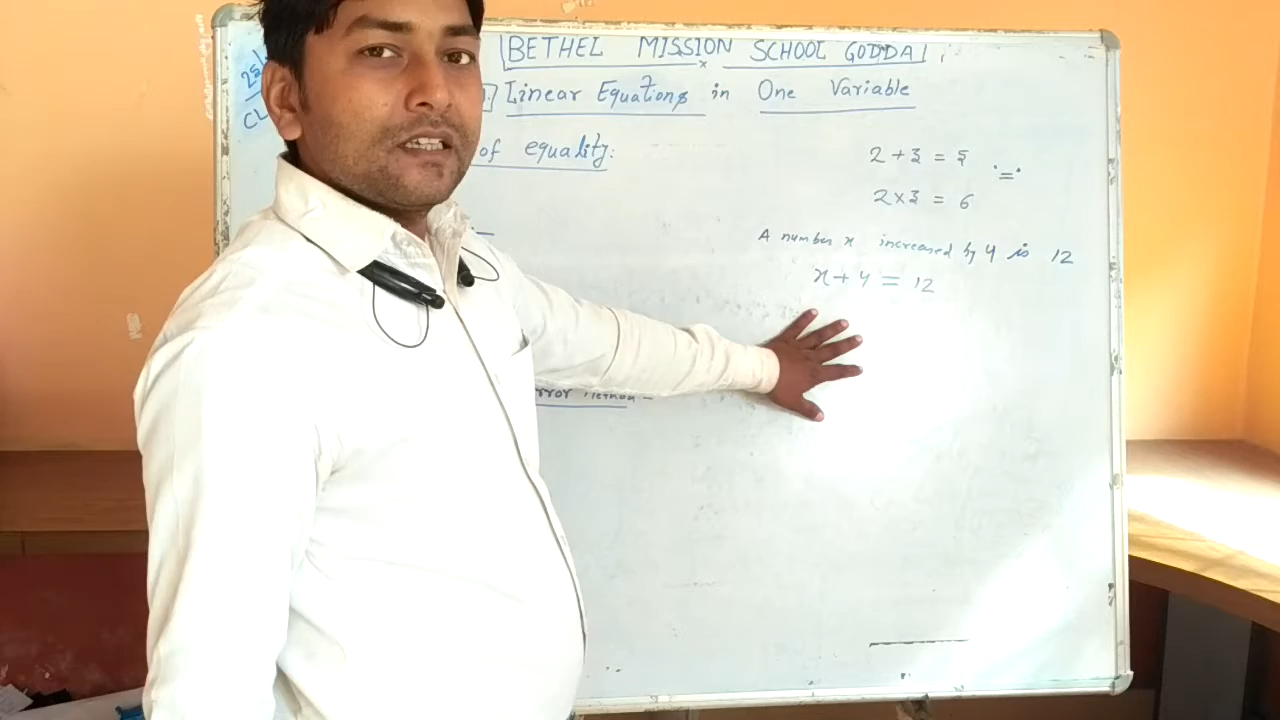 BETHEL MISSION SCHOOL GODDA
Linear Equations in One Variable
of equality:
2 + 3 = 5
"="
2 x 3 = 6
A number x increased by 4 is 12
x + 4 = 12
Method -